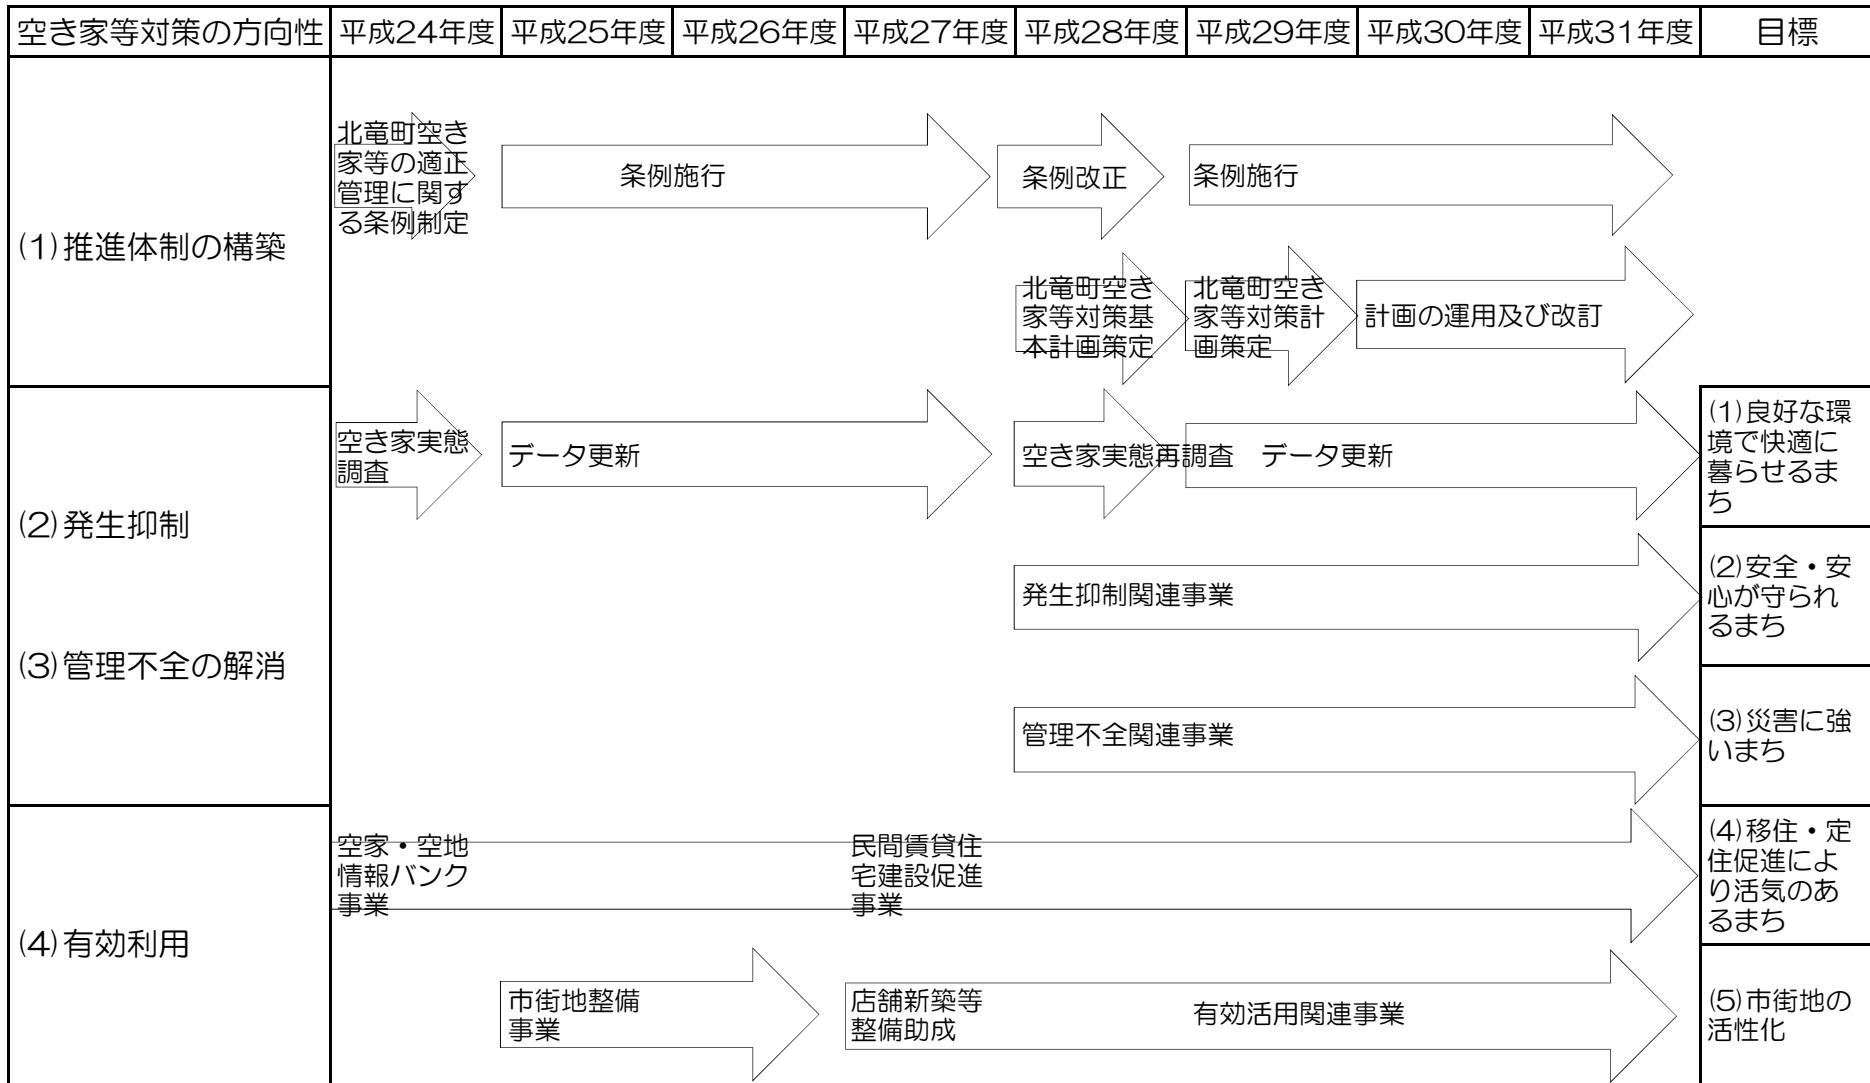 空き家等対策の方向性 平成24年度 平成25年度 平成26年度 平成27年度 平成28年度 平成29年度 平成30年度 平成31年度 目標
(1)推進体制の構築
北竜町空き
家等の適正
管理に関す
る条例制定
条例施行
条例改正
条例施行
北竜町空き
家等対策基
本計画策定
北竜町空き
家等対策計
画策定
計画の運用及び改訂
(2)発生抑制
(3)管理不全の解消
空き家実態
調査
データ更新
空き家実態再調査
データ更新
発生抑制関連事業
管理不全関連事業
(1)良好な環
境で快適に
暮らせるま
ち
(2)安全・安
心が守られ
るまち
(3)災害に強
いまち
(4)有効利用
空家・空地
情報バンク
事業
民間賃貸住
宅建設促進
事業
市街地整備
事業
店舗新築等
整備助成
有効活用関連事業
(4)移住・定
住促進によ
り活気のあ
るまち
(5)市街地の
活性化